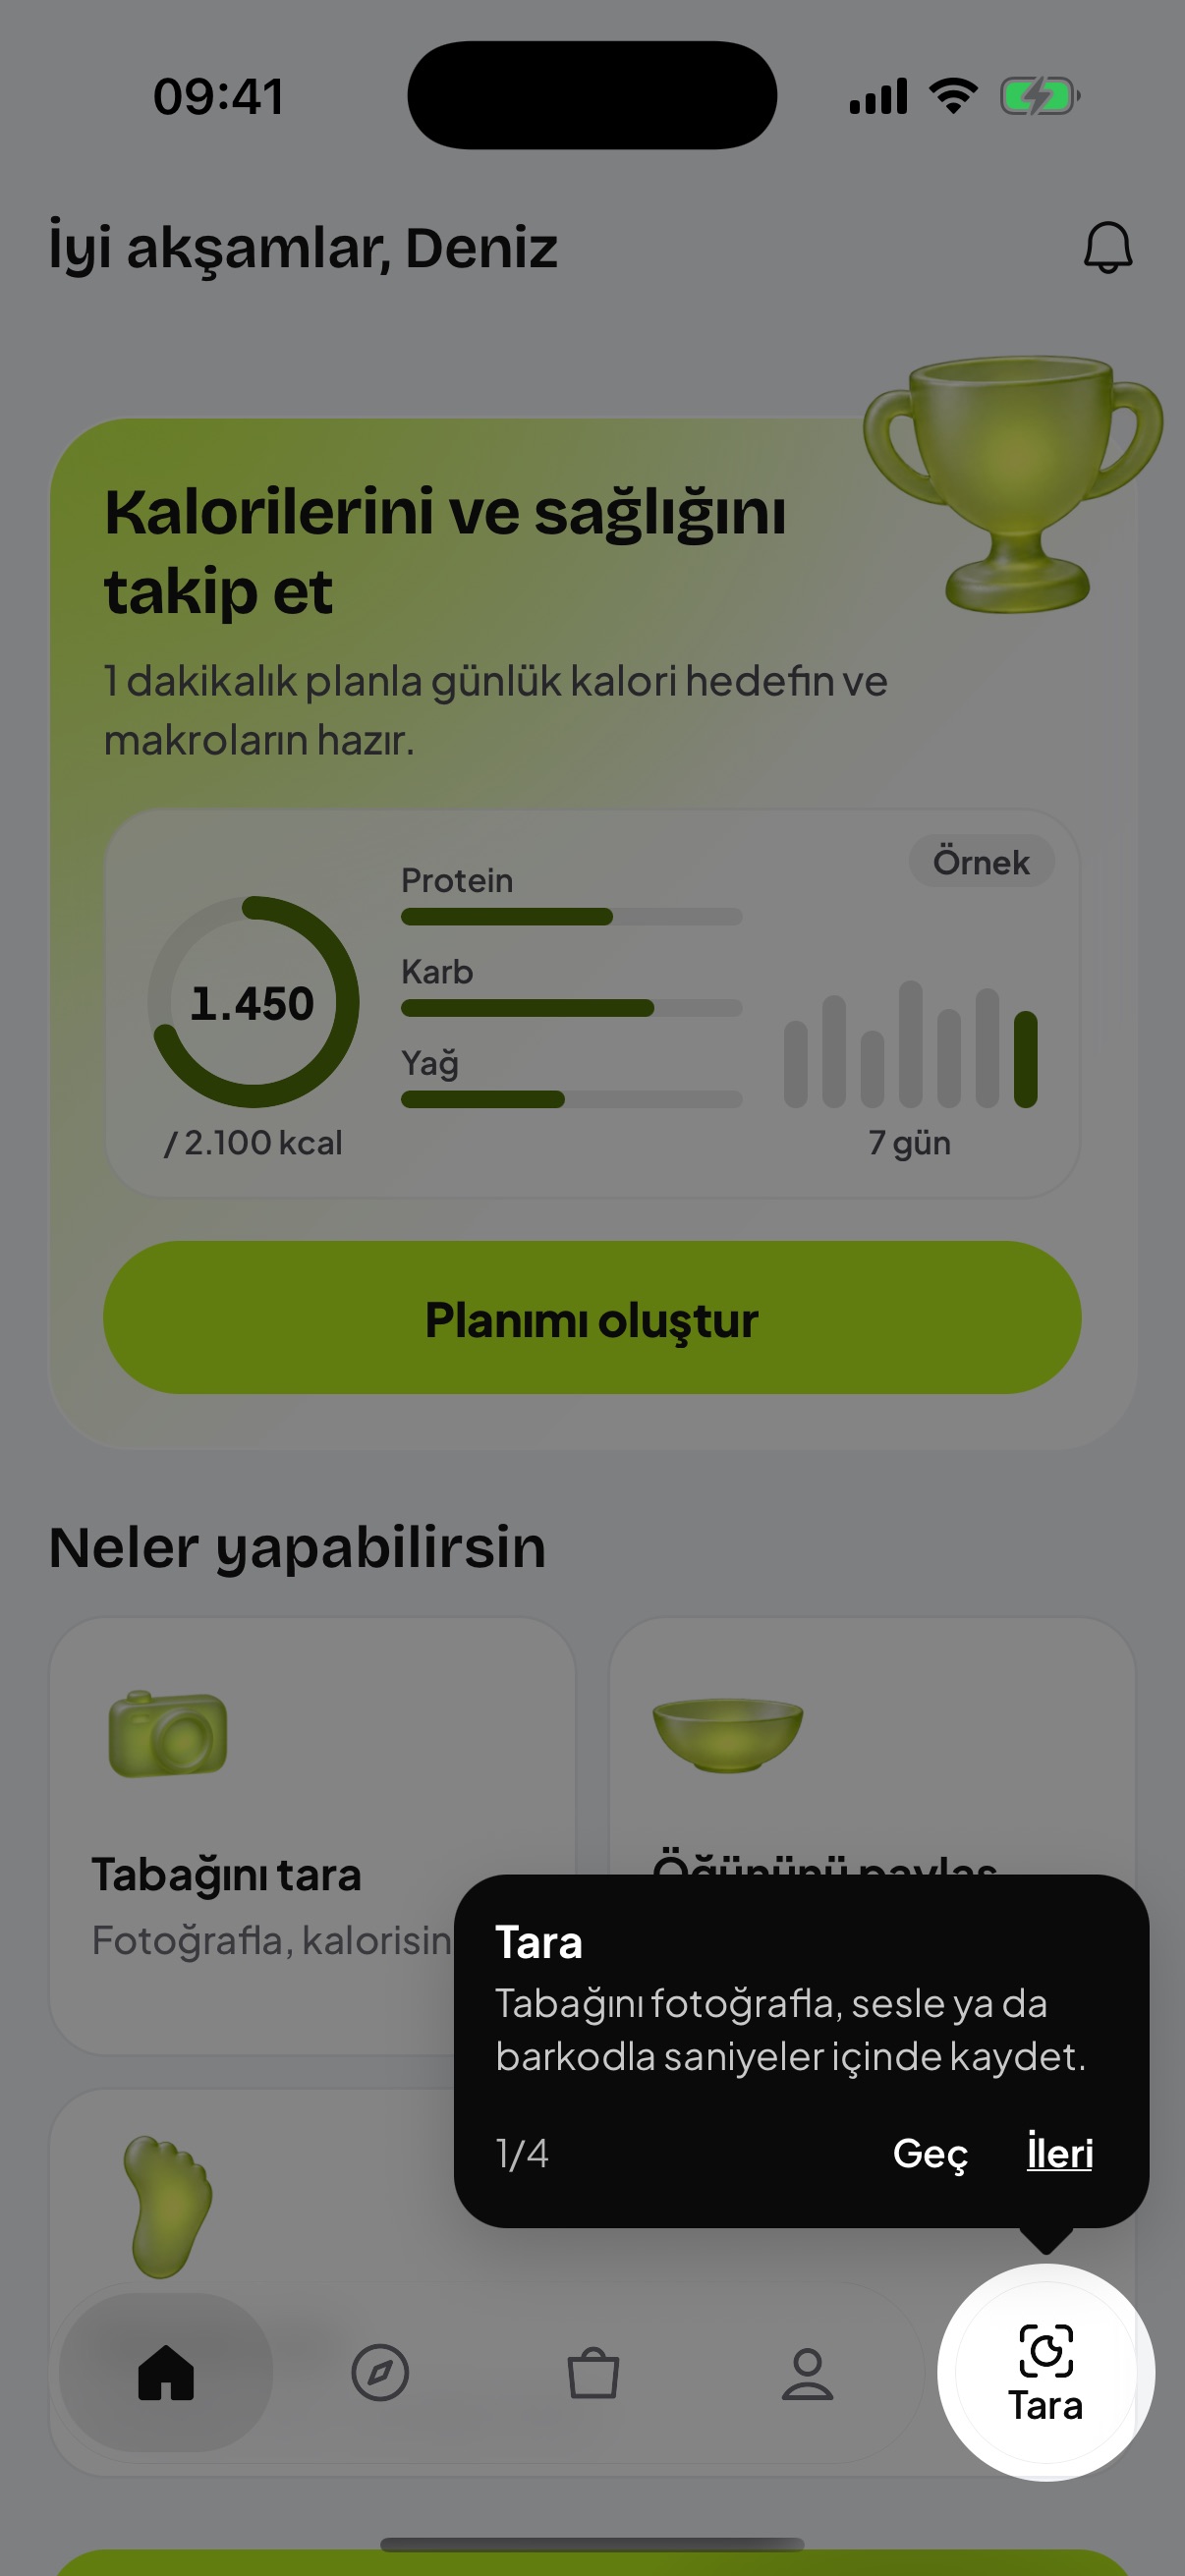 09:41
İyi akşamlar, Deniz
Kalorilerini ve sağlığını
takip et
1 dakikalık planla günlük kalori hedefin ve
makroların hazır.
Örnek
Protein
Karb
Yağ
1.450
/ 2.100 kcal
7 gün
Planımı oluştur
Neler yapabilirsin
Tabağını tara
Fotoğrafla, kalorisin
Öğününü paylaş
Tara
Tabağını fotoğrafla, sesle ya da
barkodla saniyeler içinde kaydet.
1/4
Geç
İleri
Tara